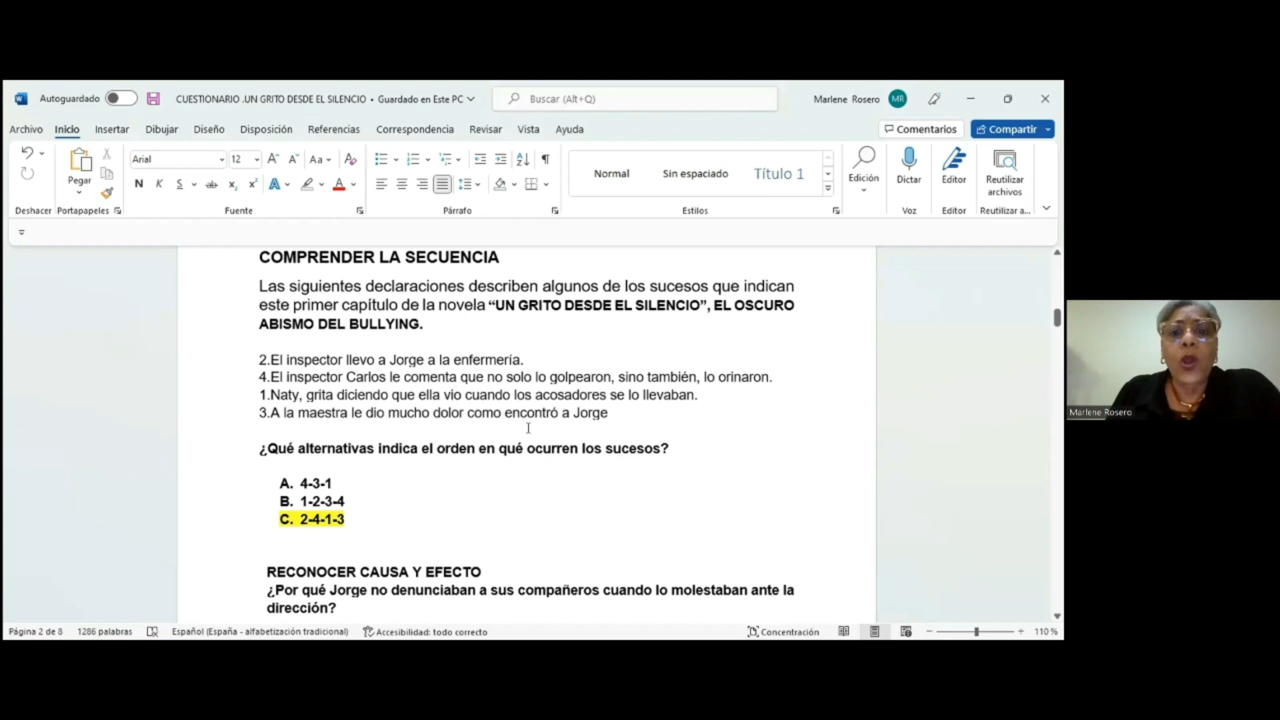 Autoguardado
CUESTIONARIO .UN GRITO DESDE EL SILENCIO • Guardado en Este PC
Buscar (Alt+Q)
Marlene Rosero
MR
Archivo Inicio Insertar Dibujar Diseño Disposición Referencias Correspondencia Revisar Vista Ayuda
Comentarios
Compartir
Pegar
Arial
12
N K S ab x₂ x²
Aa
Normal
Sin espaciado
Título 1
Edición
Dictar
Editor
Reutilizar
archivos
Deshacer Portapapeles Fuente Párrafo Estilos Voz Editor Reutilizar a...
COMPRENDER LA SECUENCIA
Las siguientes declaraciones describen algunos de los sucesos que indican
este primer capítulo de la novela “UN GRITO DESDE EL SILENCIO”, EL OSCURO
ABISMO DEL BULLYING.
2.El inspector llevo a Jorge a la enfermería.
4.El inspector Carlos le comenta que no solo lo golpearon, sino también, lo orinaron.
1.Naty, grita diciendo que ella vio cuando los acosadores se lo llevaban.
3.A la maestra le dio mucho dolor como encontró a Jorge
¿Qué alternativas indica el orden en qué ocurren los sucesos?
A. 4-3-1
B. 1-2-3-4
C. 2-4-1-3
RECONOCER CAUSA Y EFECTO
¿Por qué Jorge no denunciaban a sus compañeros cuando lo molestaban ante la
dirección?
Página 2 de 8 1286 palabras Español (España - alfabetización tradicional) Accesibilidad: todo correcto Concentración 110 %
Marlene Rosero